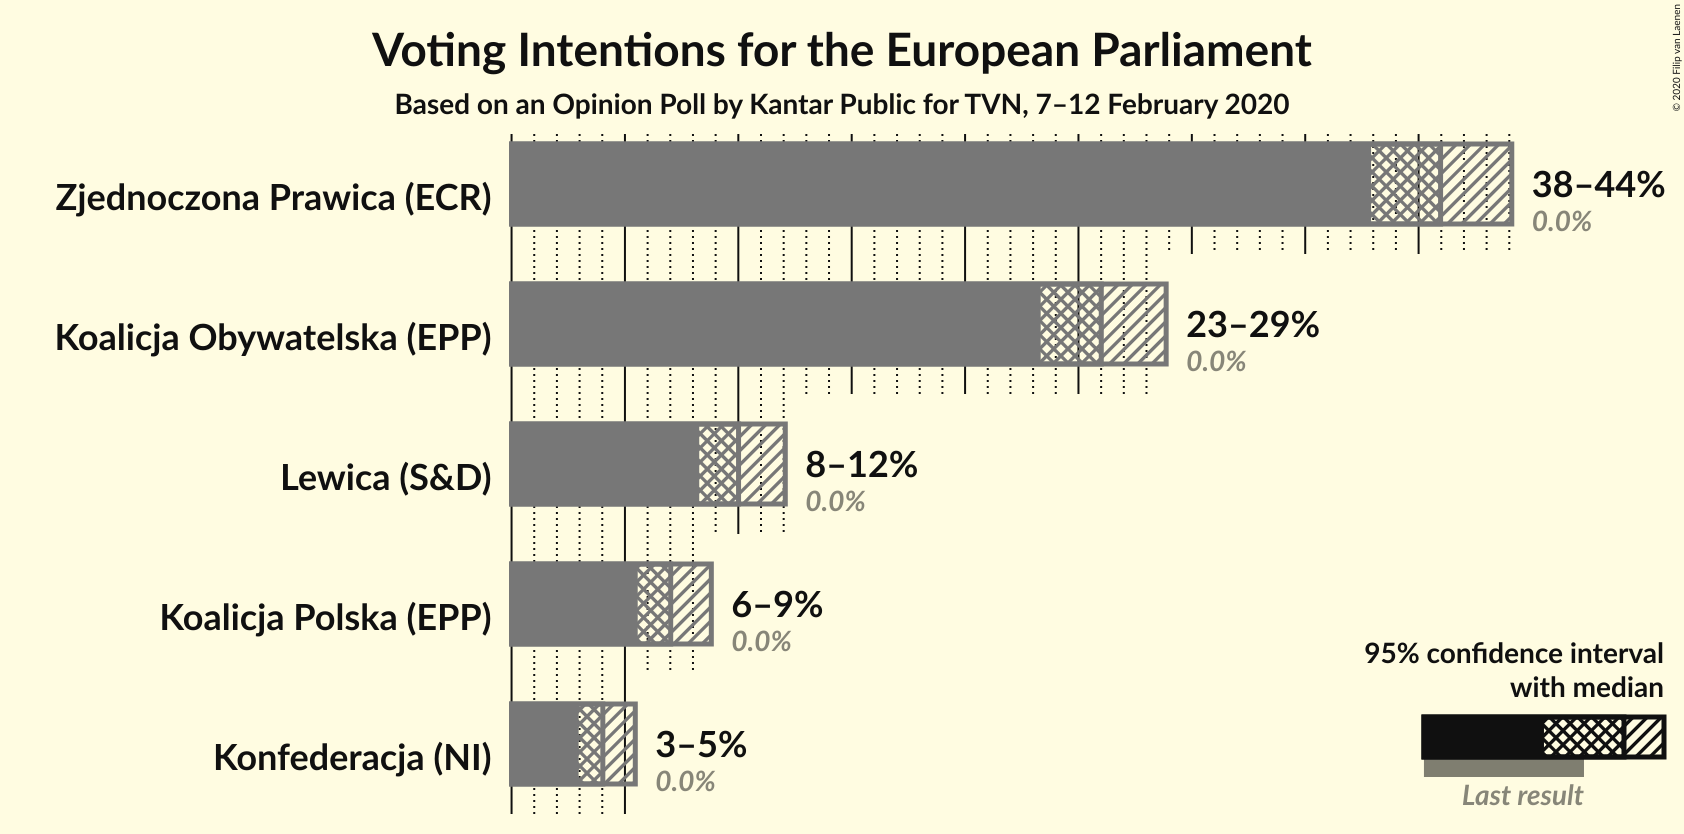 Voting Intentions for the European Parliament
Based on an Opinion Poll by Kantar Public for TVN, 7–12 February 2020
© 2020 Filip van Laenen
Zjednoczona Prawica (ECR)
38–44%
0.0%
Koalicja Obywatelska (EPP)
23–29%
0.0%
Lewica (S&D)
8–12%
0.0%
Koalicja Polska (EPP)
6–9%
0.0%
Konfederacja (NI)
3–5%
0.0%
95% confidence interval
with median
Last result